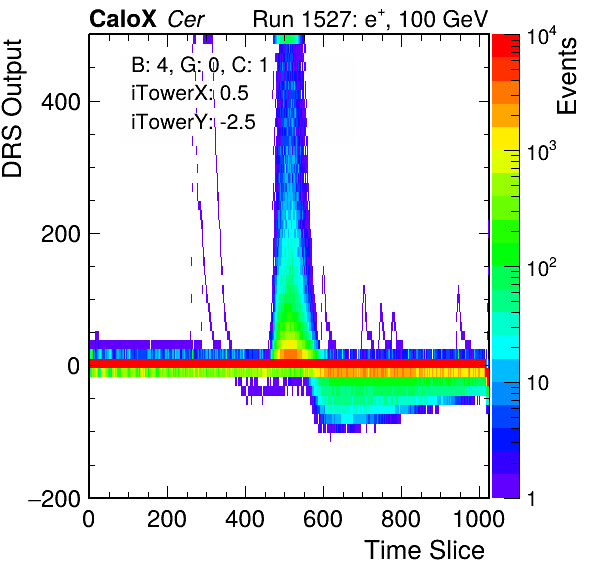 CaloX Cer Run 1527: e⁺, 100 GeV
B: 4, G: 0, C: 1
iTowerX: 0.5
iTowerY: -2.5
DRS Output
400
200
0
−200
0 200 400 600 800 1000
Time Slice
Events
10⁴
10³
10²
10
1